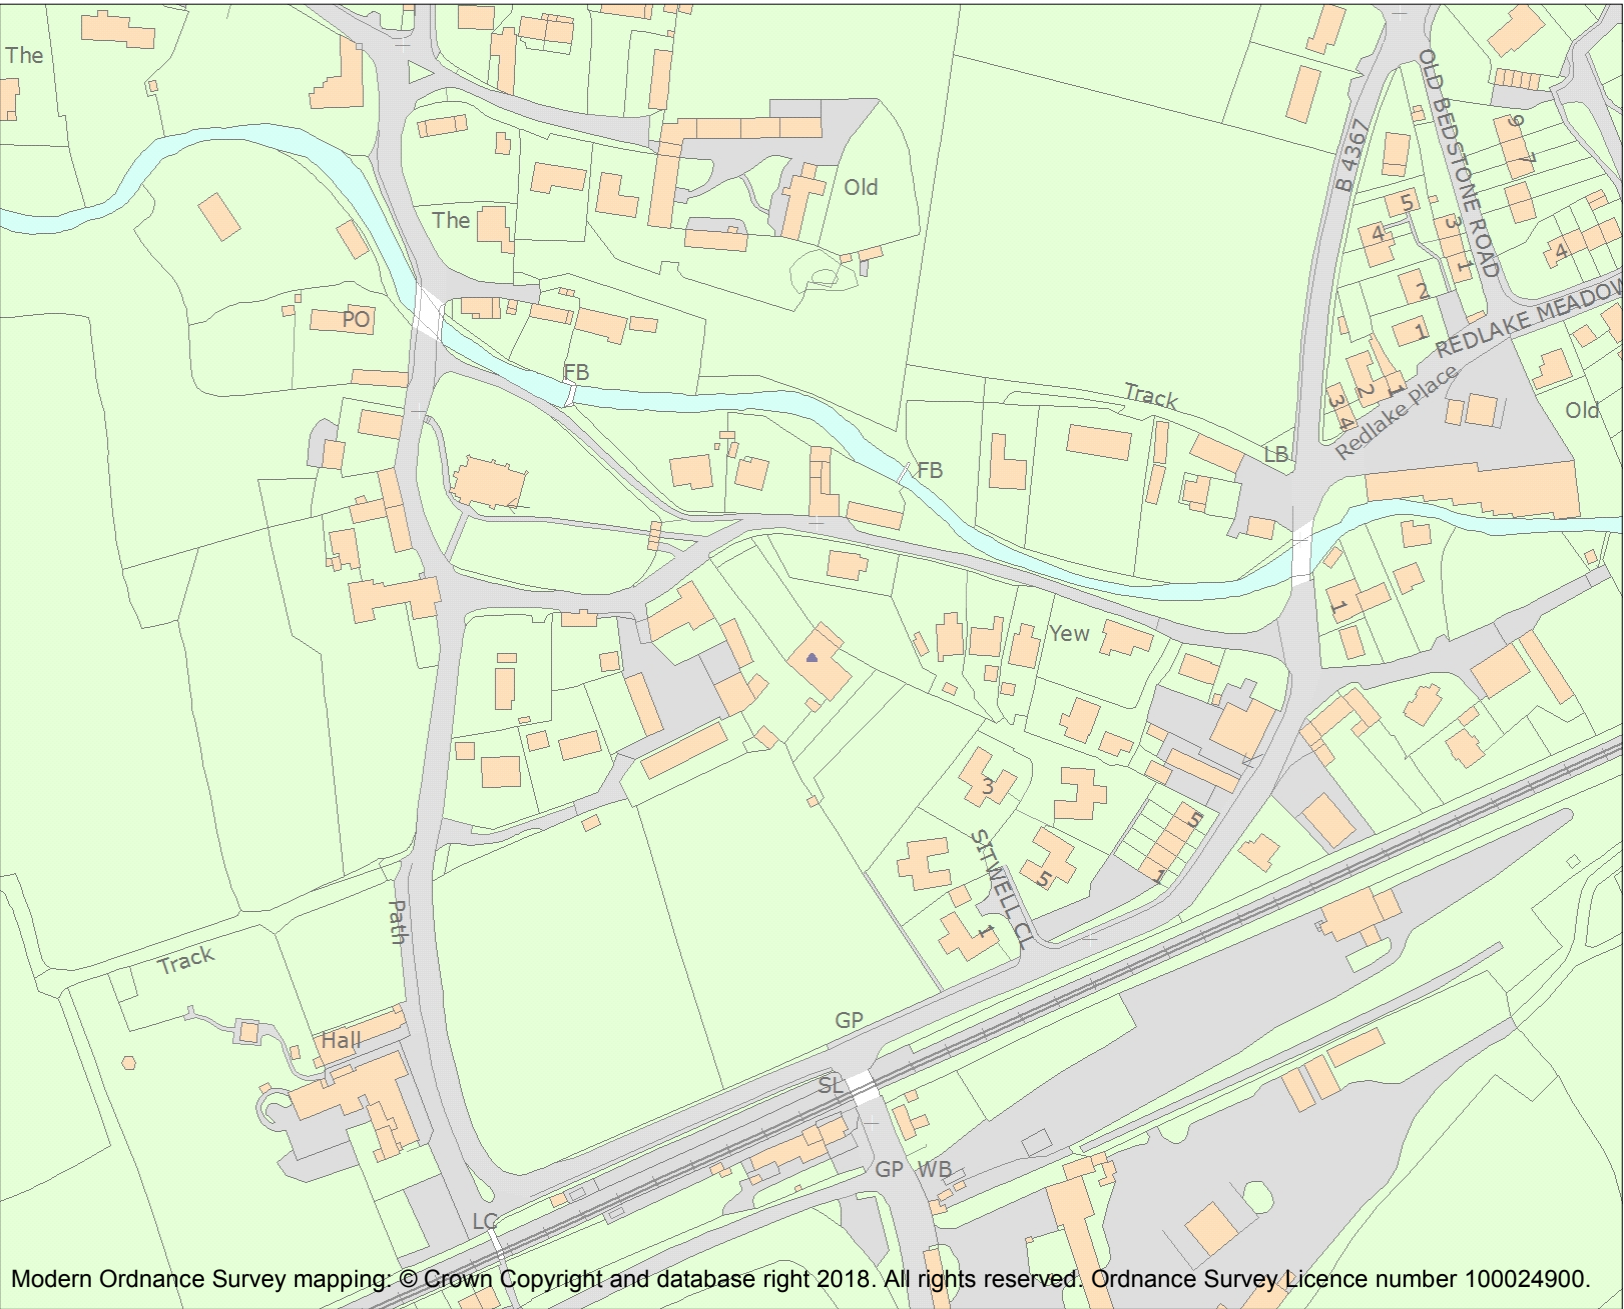 The
OLD BEDSTONE ROAD
B 4367
9
7
The
Old
5
4
3
1
4
2
1
REDLAKE MEADOW
PO
FB
Track
2
1
3
4
Redlake Place
Old
LB
FB
1
Yew
3
5
5
1
SITWELL CL
1
Path
Track
Hall
GP
SL
GP
WB
LC
Modern Ordnance Survey mapping: © Crown Copyright and database right 2018. All rights reserved. Ordnance Survey Licence number 100024900.